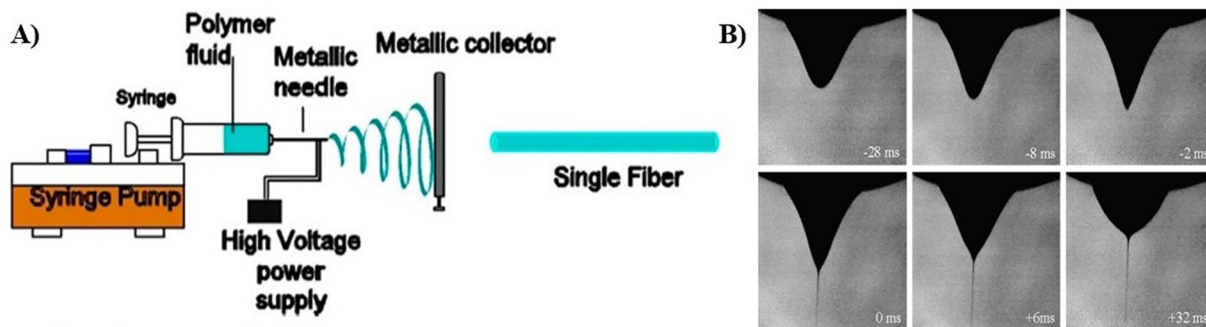 A)
Polymer
fluid
Metallic
needle
Metallic collector
Syringe
Syringe Pump
High Voltage
power
supply
Single Fiber
B)
-28 ms
-8 ms
-2 ms
0 ms
+6ms
+32 ms